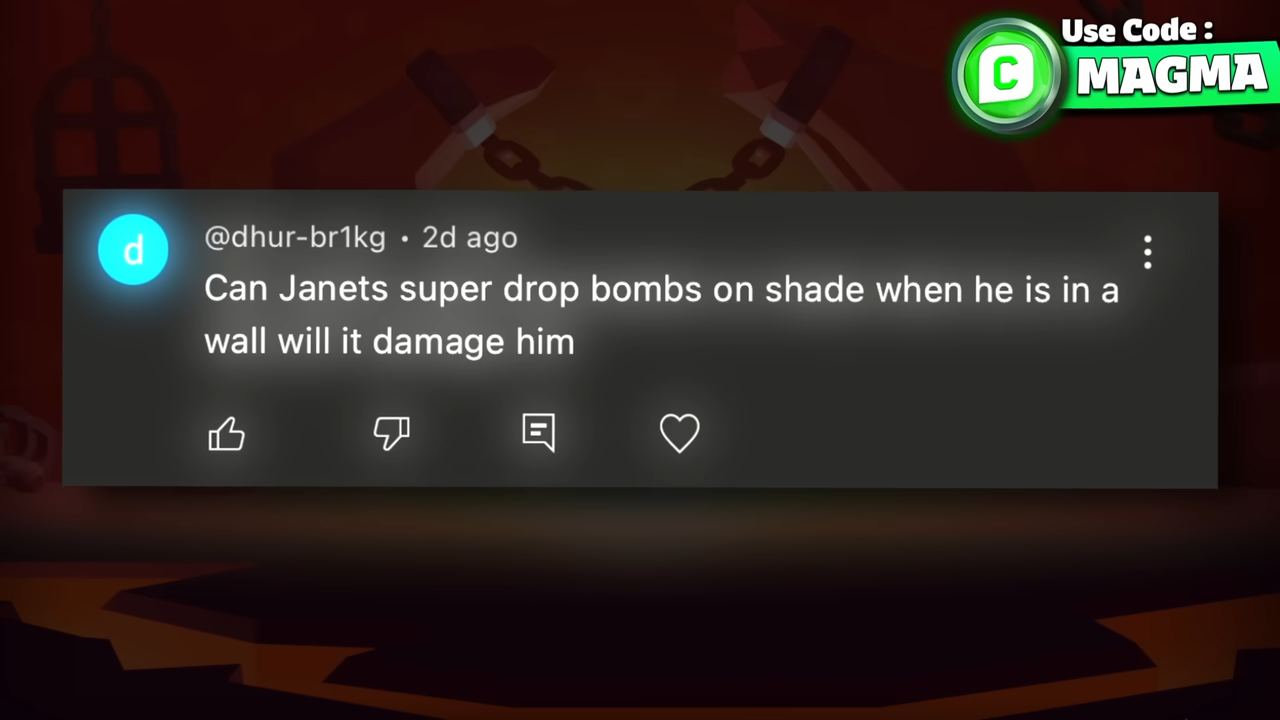 Use Code :
C
MAGMA
d
@dhur-br1kg • 2d ago
Can Janets super drop bombs on shade when he is in a
wall will it damage him